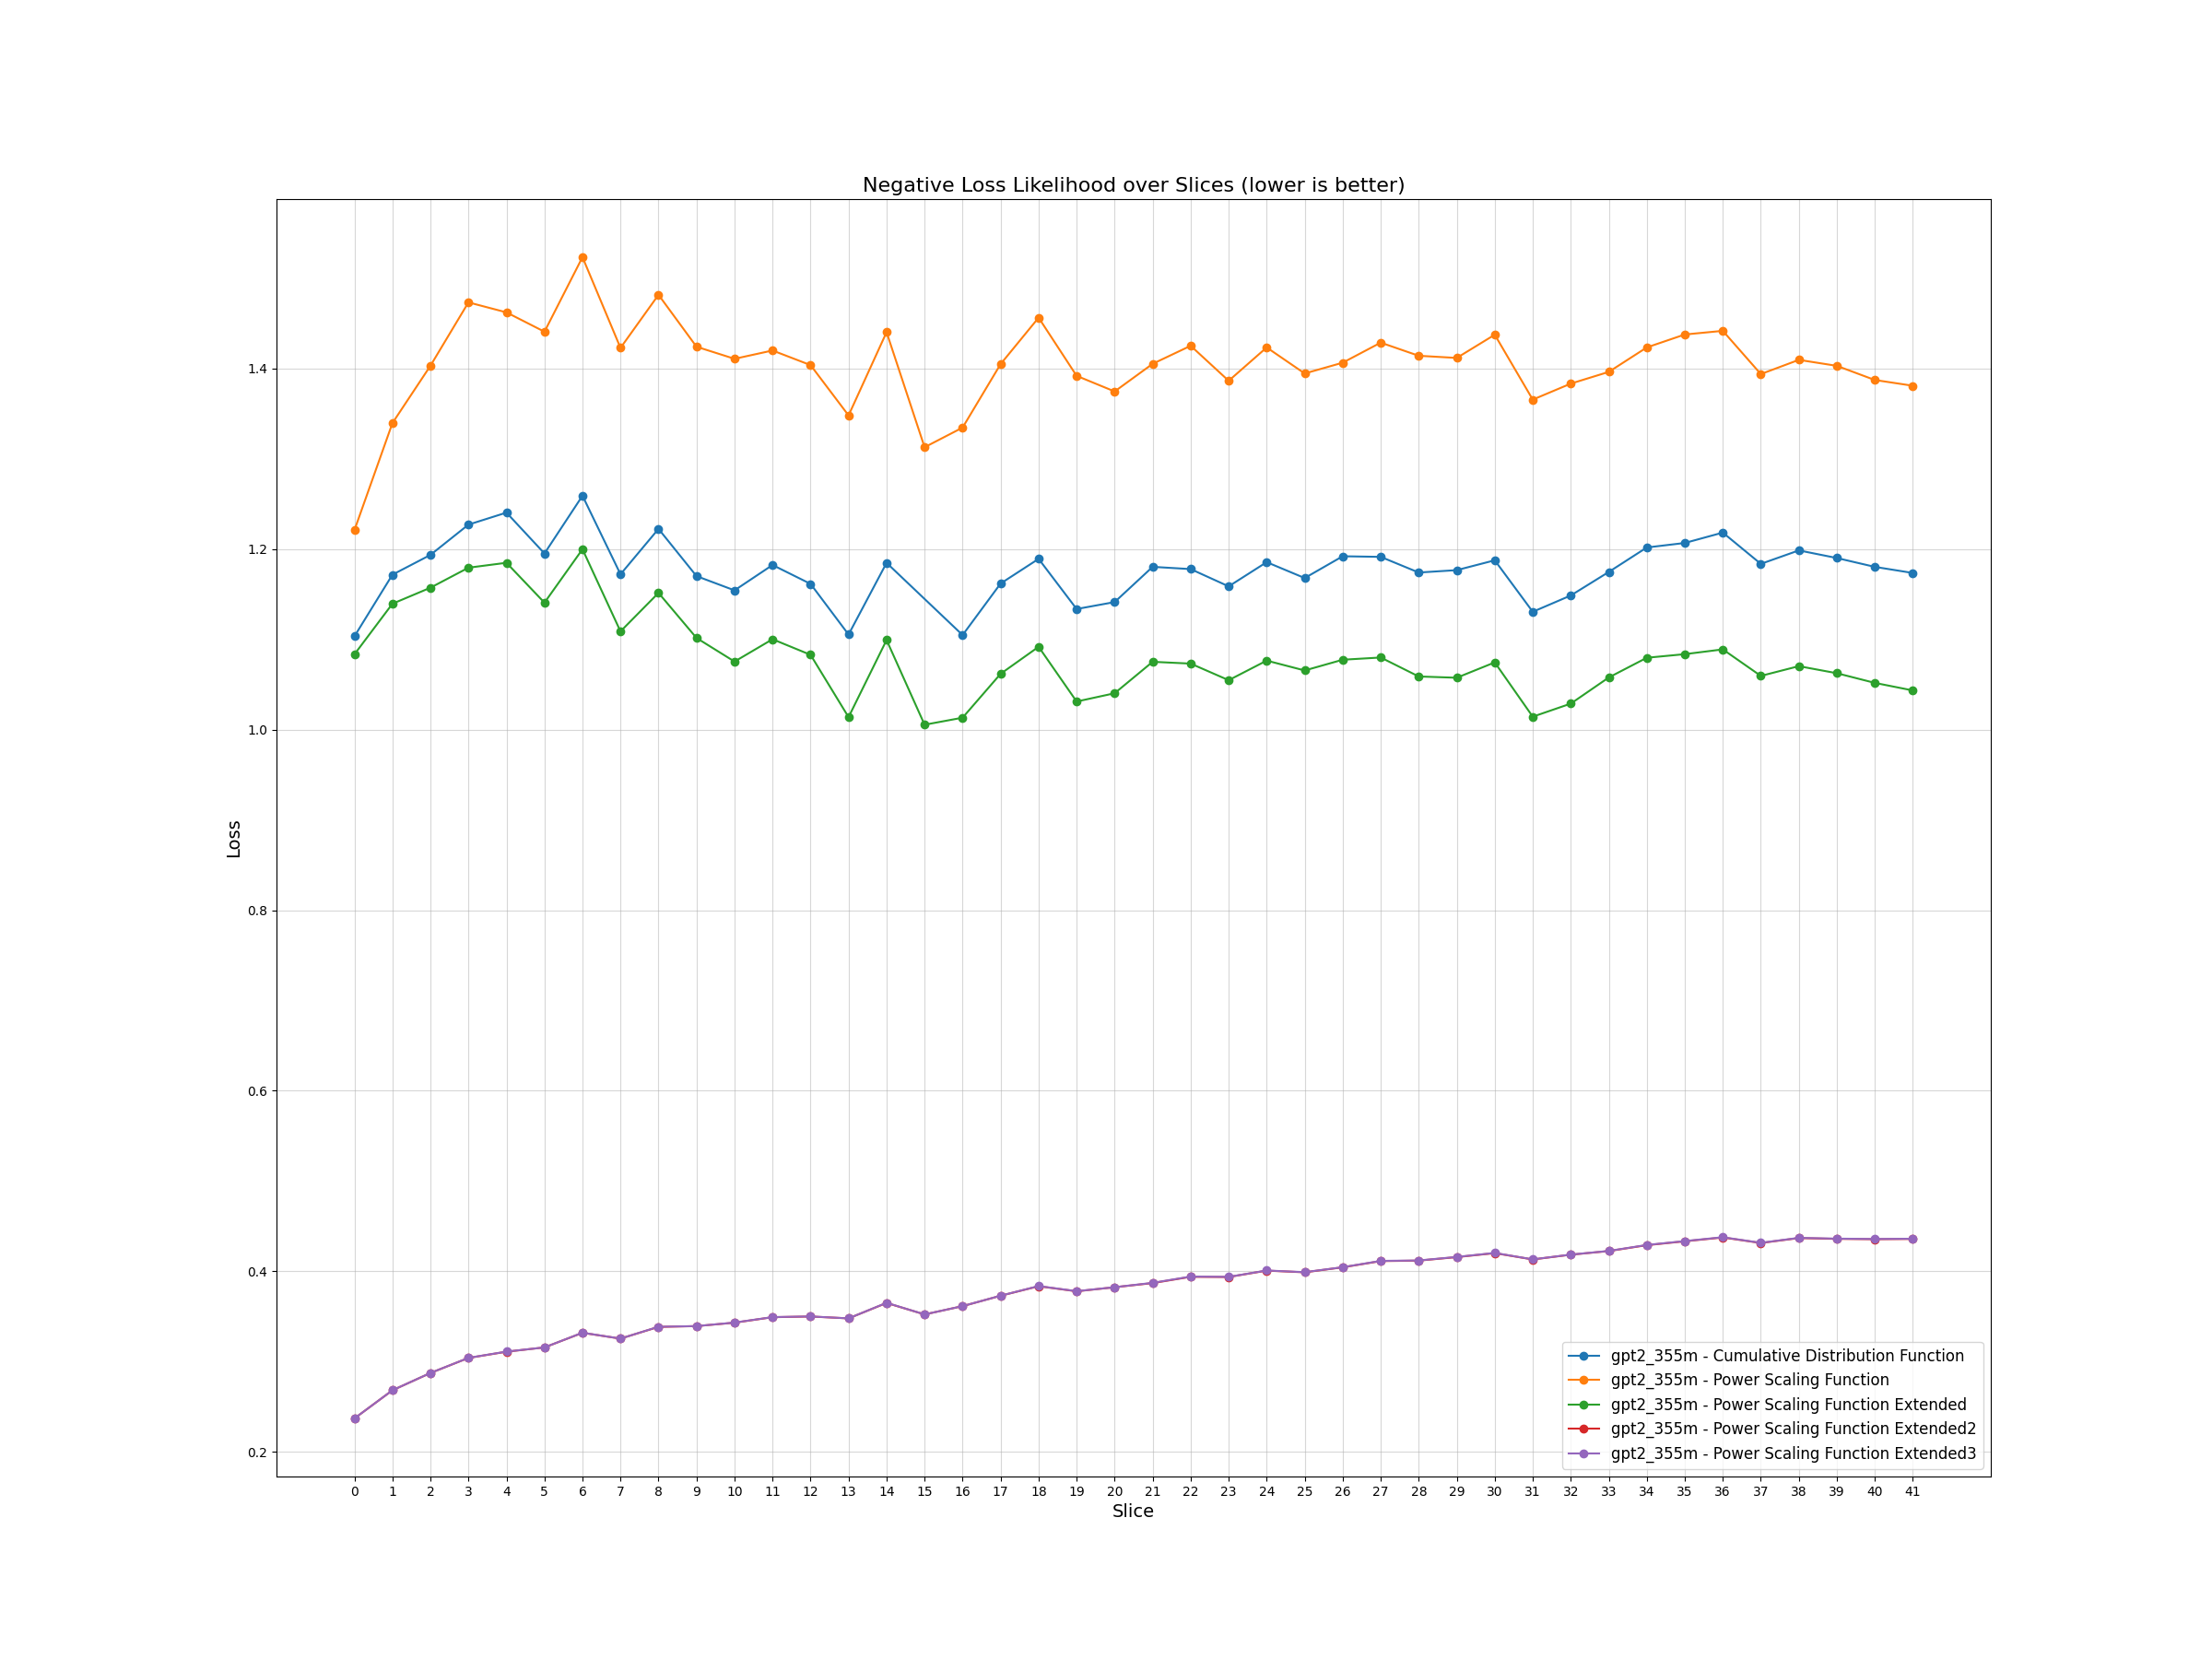 Negative Loss Likelihood over Slices (lower is better)
1.4
1.2
1.0
0.8
0.6
0.4
0.2
Loss
gpt2_355m - Cumulative Distribution Function
gpt2_355m - Power Scaling Function
gpt2_355m - Power Scaling Function Extended
gpt2_355m - Power Scaling Function Extended2
gpt2_355m - Power Scaling Function Extended3
0 1 2 3 4 5 6 7 8 9 10 11 12 13 14 15 16 17 18 19 20 21 22 23 24 25 26 27 28 29 30 31 32 33 34 35 36 37 38 39 40 41
Slice